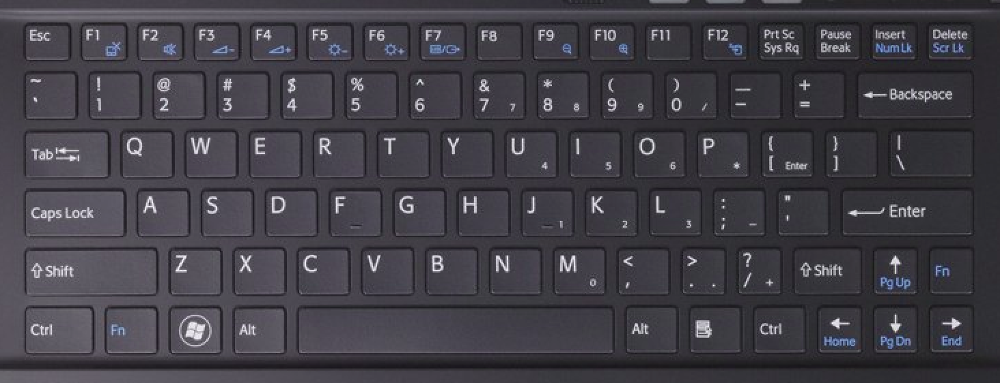 Esc F1 F2 F3 F4 F5 F6 F7 F8 F9 F10 F11 F12 Prt Sc Pause Insert Delete
Sys Rq Break Num Lk Scr Lk
~ ! @ # $ % ^ & * ( ) — +
` 1 2 3 4 5 6 7 7 8 8 9 9 0 / - = Backspace
Tab Q W E R T Y U 4 I 5 O 6 P * { [ Enter } ] | \
Caps Lock A S D F G H J 1 K 2 L 3 : ; - " ' Enter
Shift Z X C V B N M 0 < , > . . ? / + Shift Pg Up Fn
Ctrl Fn Alt Alt Ctrl Home Pg Dn End